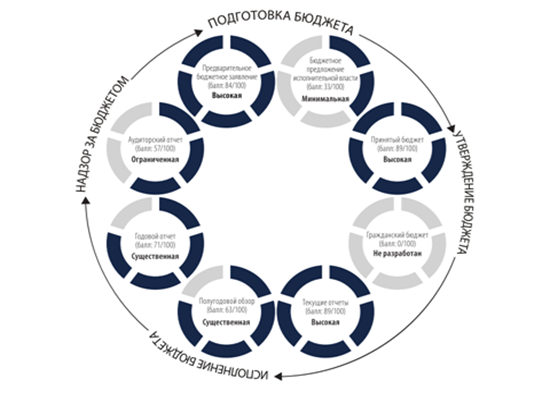 ПОДГОТОВКА БЮДЖЕТА
Предварительное
бюджетное заявление
(балл: 84/100)
Высокая
Бюджетное
предложение
исполнительной власти
(балл: 33/100)
Минимальная
УТВЕРЖДЕНИЕ БЮДЖЕТА
Принятый бюджет
(балл: 89/100)
Высокая
Гражданский бюджет
(балл: 0/100)
Не разработан
ИСПОЛНЕНИЕ БЮДЖЕТА
Текущие отчеты
(балл: 89/100)
Высокая
Полугодовой обзор
(балл: 63/100)
Существенная
НАДЗОР ЗА БЮДЖЕТОМ
Годовой отчет
(балл: 71/100)
Существенная
Аудиторский отчет
(балл: 57/100)
Ограниченная